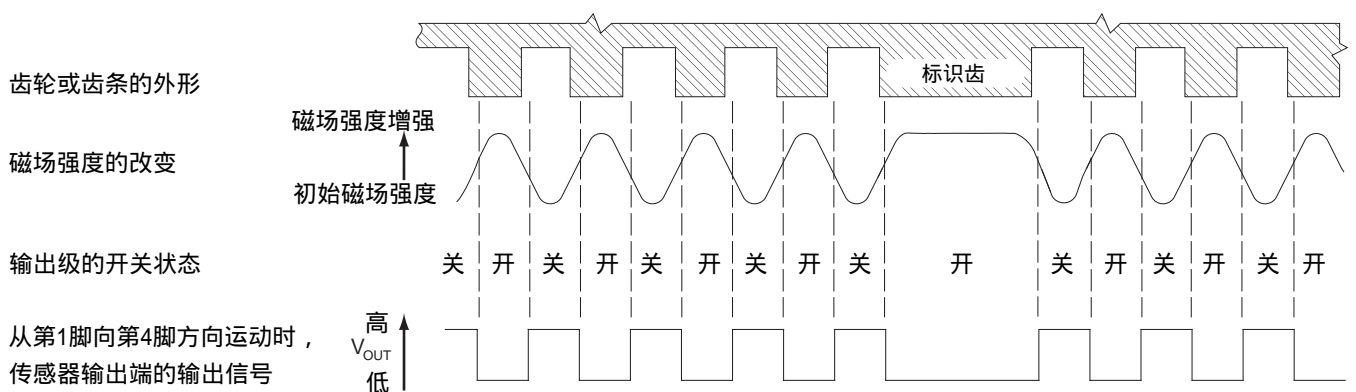 标识齿
齿轮或齿条的外形
磁场强度增强
磁场强度的改变
初始磁场强度
输出级的开关状态
关 开 关 开 关 开 关 开 关 开 关 开 关 开 关 开
从第1脚向第4脚方向运动时，
传感器输出端的输出信号
高
VOUT
低